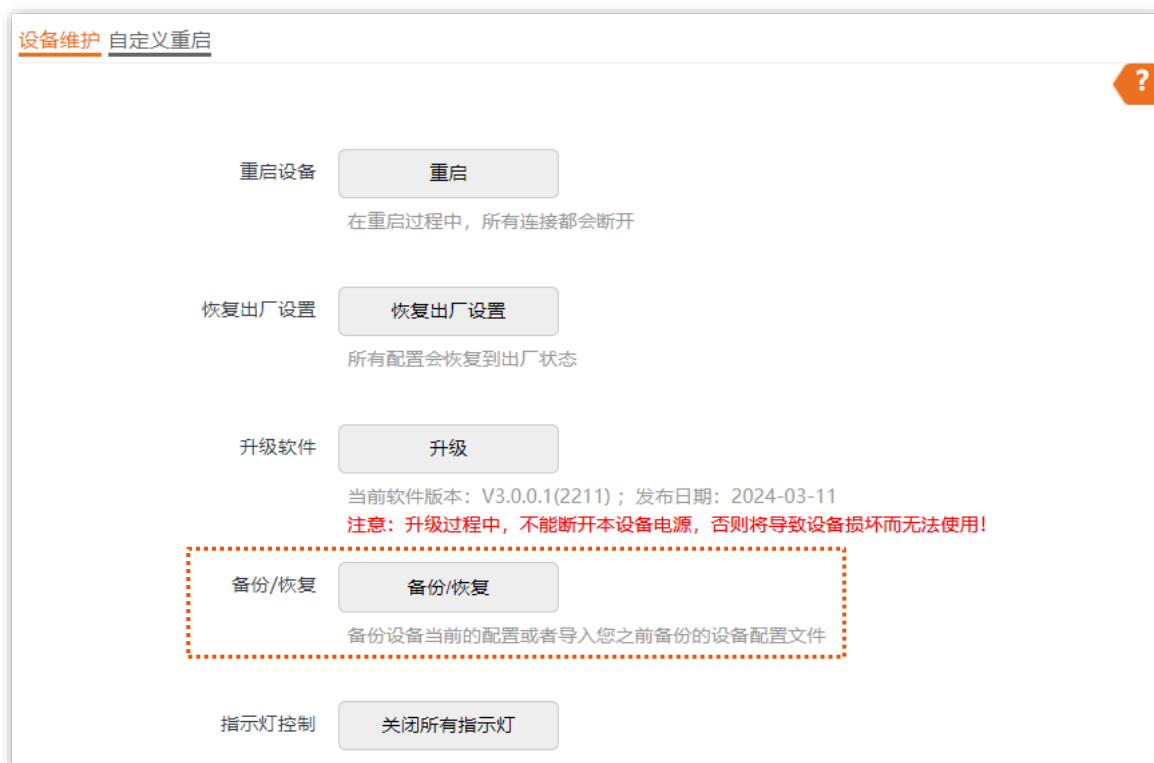 设备维护 自定义重启
?
重启设备 重启
在重启过程中，所有连接都会断开
恢复出厂设置 恢复出厂设置
所有配置会恢复到出厂状态
升级软件 升级
当前软件版本：V3.0.0.1(2211)；发布日期：2024-03-11
注意：升级过程中，不能断开本设备电源，否则将导致设备损坏而无法使用！
备份/恢复 备份/恢复
备份设备当前的配置或者导入您之前备份的设备配置文件
指示灯控制 关闭所有指示灯